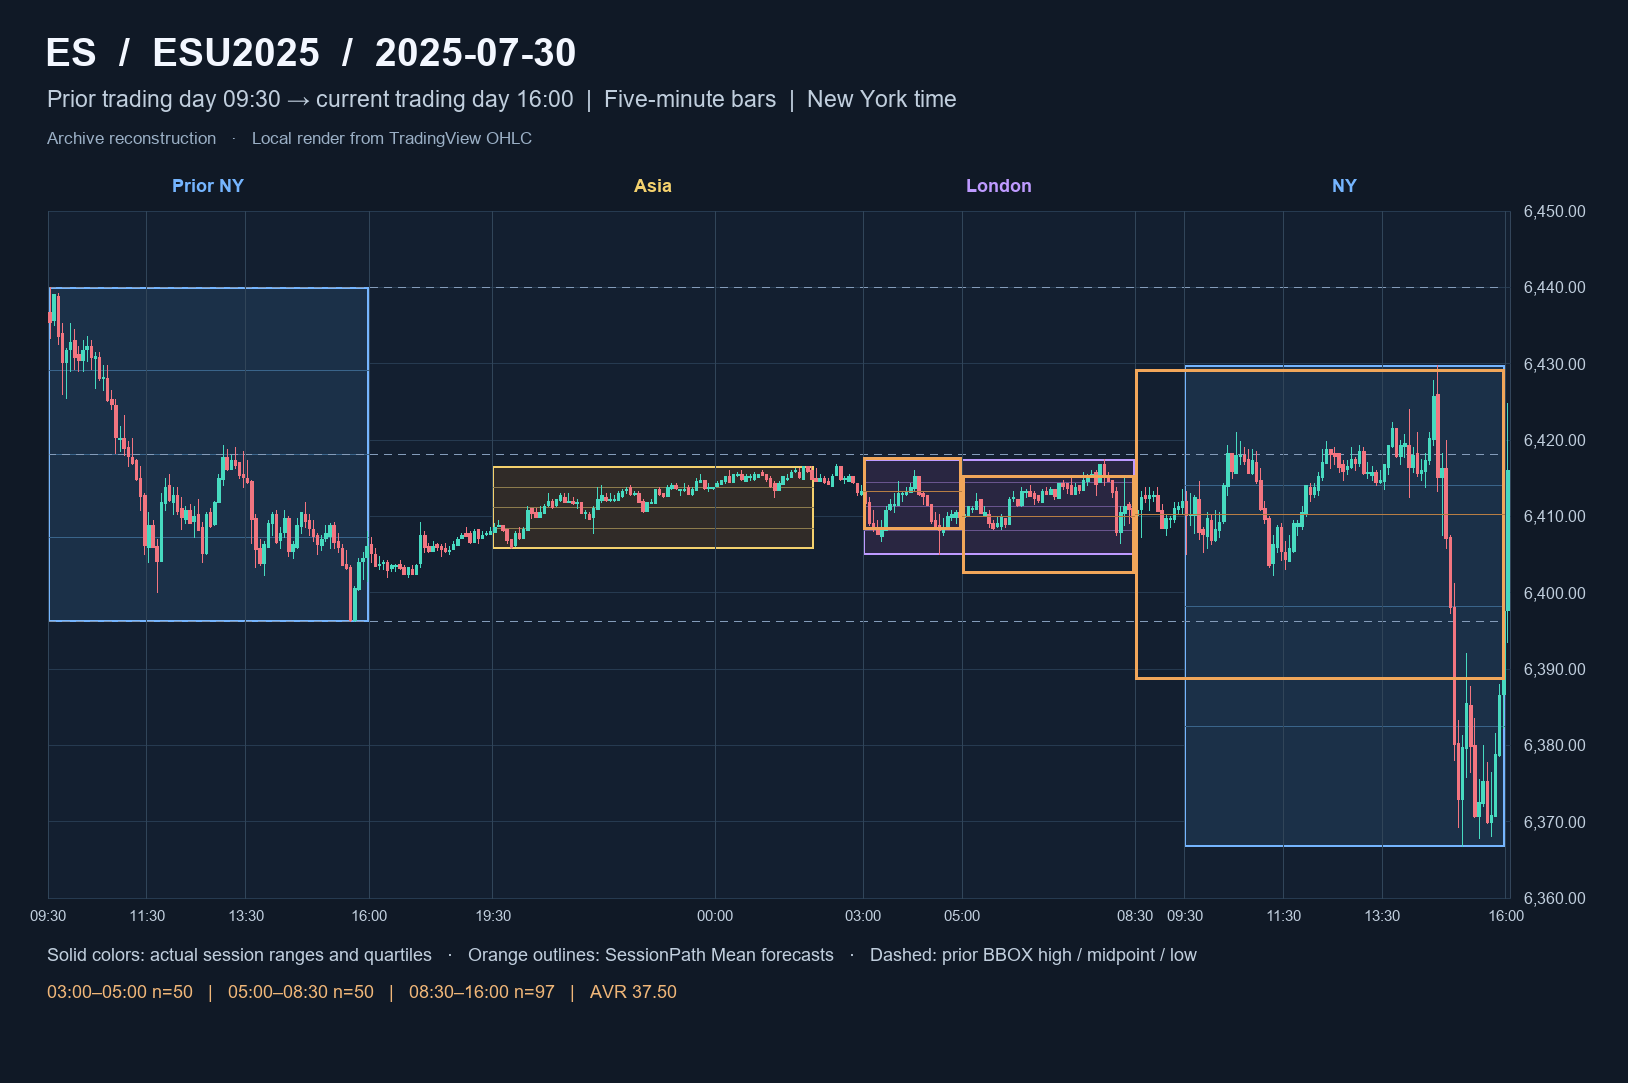 ES / ESU2025 / 2025-07-30
Prior trading day 09:30 → current trading day 16:00 | Five-minute bars | New York time
Archive reconstruction · Local render from TradingView OHLC
Prior NY Asia London NY
6,450.00
6,440.00
6,430.00
6,420.00
6,410.00
6,400.00
6,390.00
6,380.00
6,370.00
6,360.00
09:30 11:30 13:30 16:00 19:30 00:00 03:00 05:00 08:30 09:30 11:30 13:30 16:00
Solid colors: actual session ranges and quartiles · Orange outlines: SessionPath Mean forecasts · Dashed: prior BBOX high / midpoint / low
03:00–05:00 n=50 | 05:00–08:30 n=50 | 08:30–16:00 n=97 | AVR 37.50